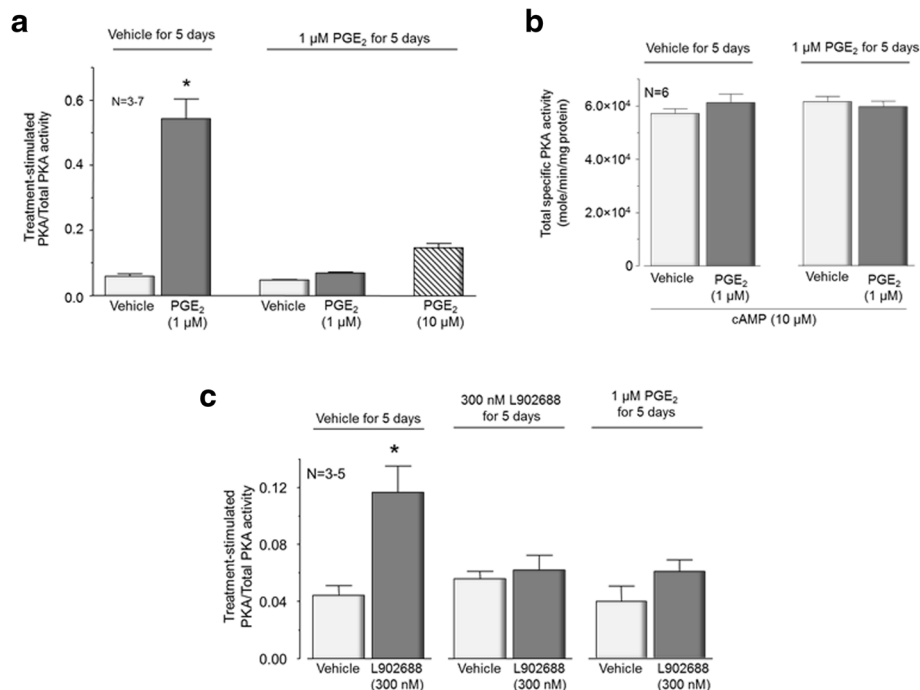 a
Vehicle for 5 days
1 µM PGE₂ for 5 days
Treatment-stimulated
PKA/Total PKA activity
0.6
0.4
0.2
0.0
N=3-7
*
Vehicle
PGE₂
(1 µM)
Vehicle
PGE₂
(1 µM)
PGE₂
(10 µM)
b
Vehicle for 5 days
1 µM PGE₂ for 5 days
Total specific PKA activity
(mole/min/mg protein)
6.0×10⁴
4.0×10⁴
2.0×10⁴
0
N=6
Vehicle
PGE₂
(1 µM)
Vehicle
PGE₂
(1 µM)
cAMP (10 µM)
c
Vehicle for 5 days
300 nM L902688
for 5 days
1 µM PGE₂
for 5 days
Treatment-stimulated
PKA/Total PKA activity
0.12
0.08
0.04
0.00
N=3-5
*
Vehicle
L902688
(300 nM)
Vehicle
L902688
(300 nM)
Vehicle
L902688
(300 nM)